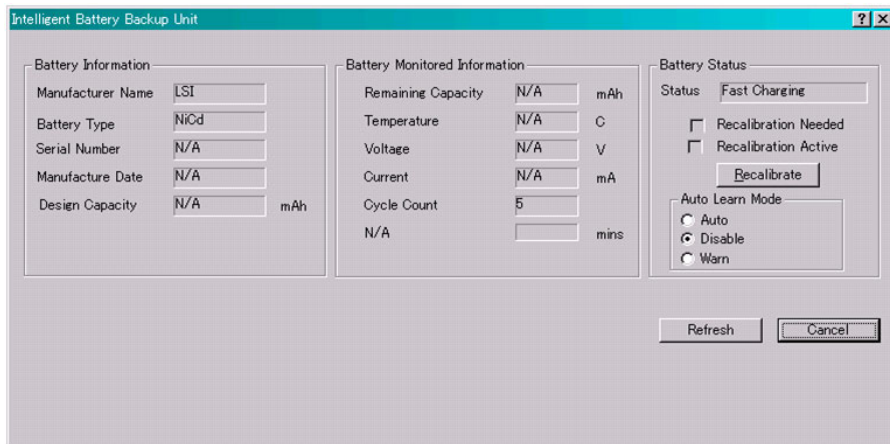 Intelligent Battery Backup Unit
Battery Information
Manufacturer Name LSI
Battery Type NiCd
Serial Number N/A
Manufacture Date N/A
Design Capacity N/A mAh
Battery Monitored Information
Remaining Capacity N/A mAh
Temperature N/A C
Voltage N/A V
Current N/A mA
Cycle Count 5
N/A mins
Battery Status
Status Fast Charging
Recalibration Needed
Recalibration Active
Recalibrate
Auto Learn Mode
Auto
Disable
Warn
Refresh
Cancel